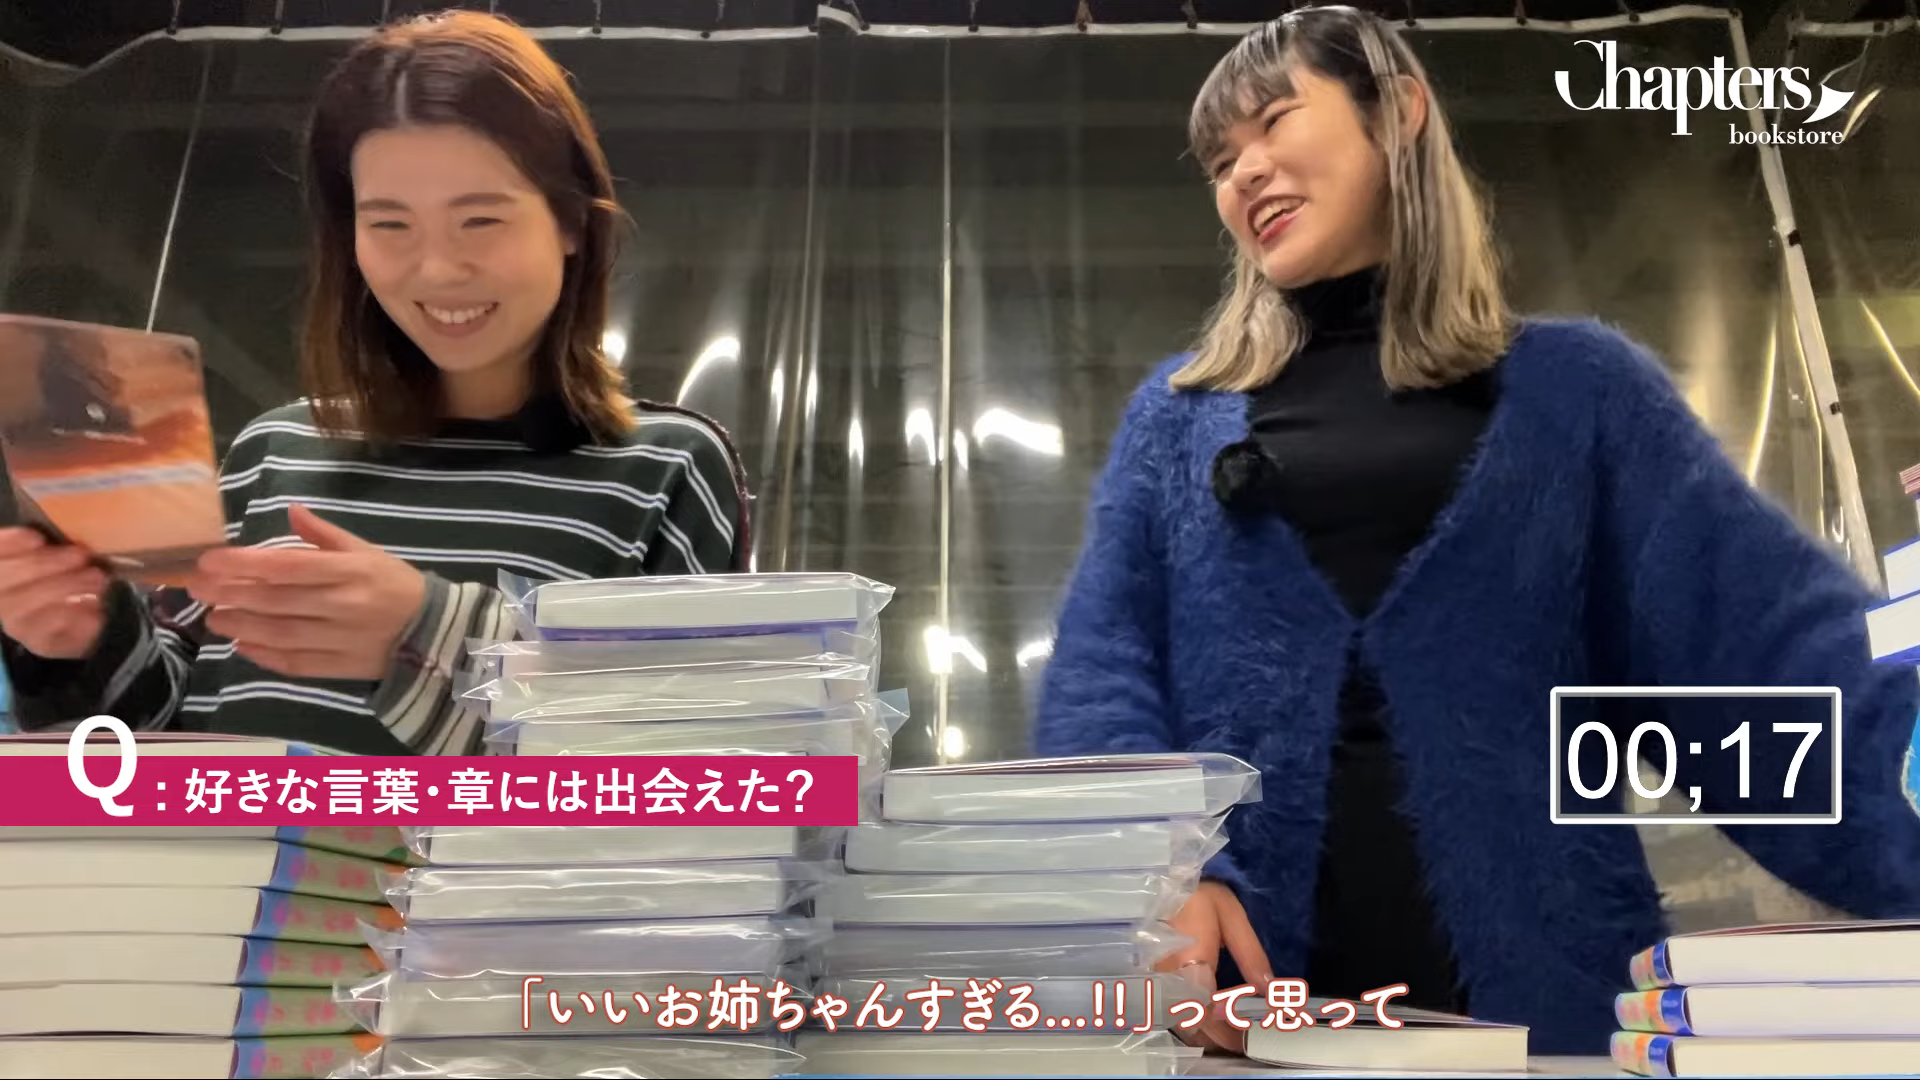 Chapters
bookstore
00;17
Q:好きな言葉・章には出会えた?
「いいお姉ちゃんすぎる...!!」って思って